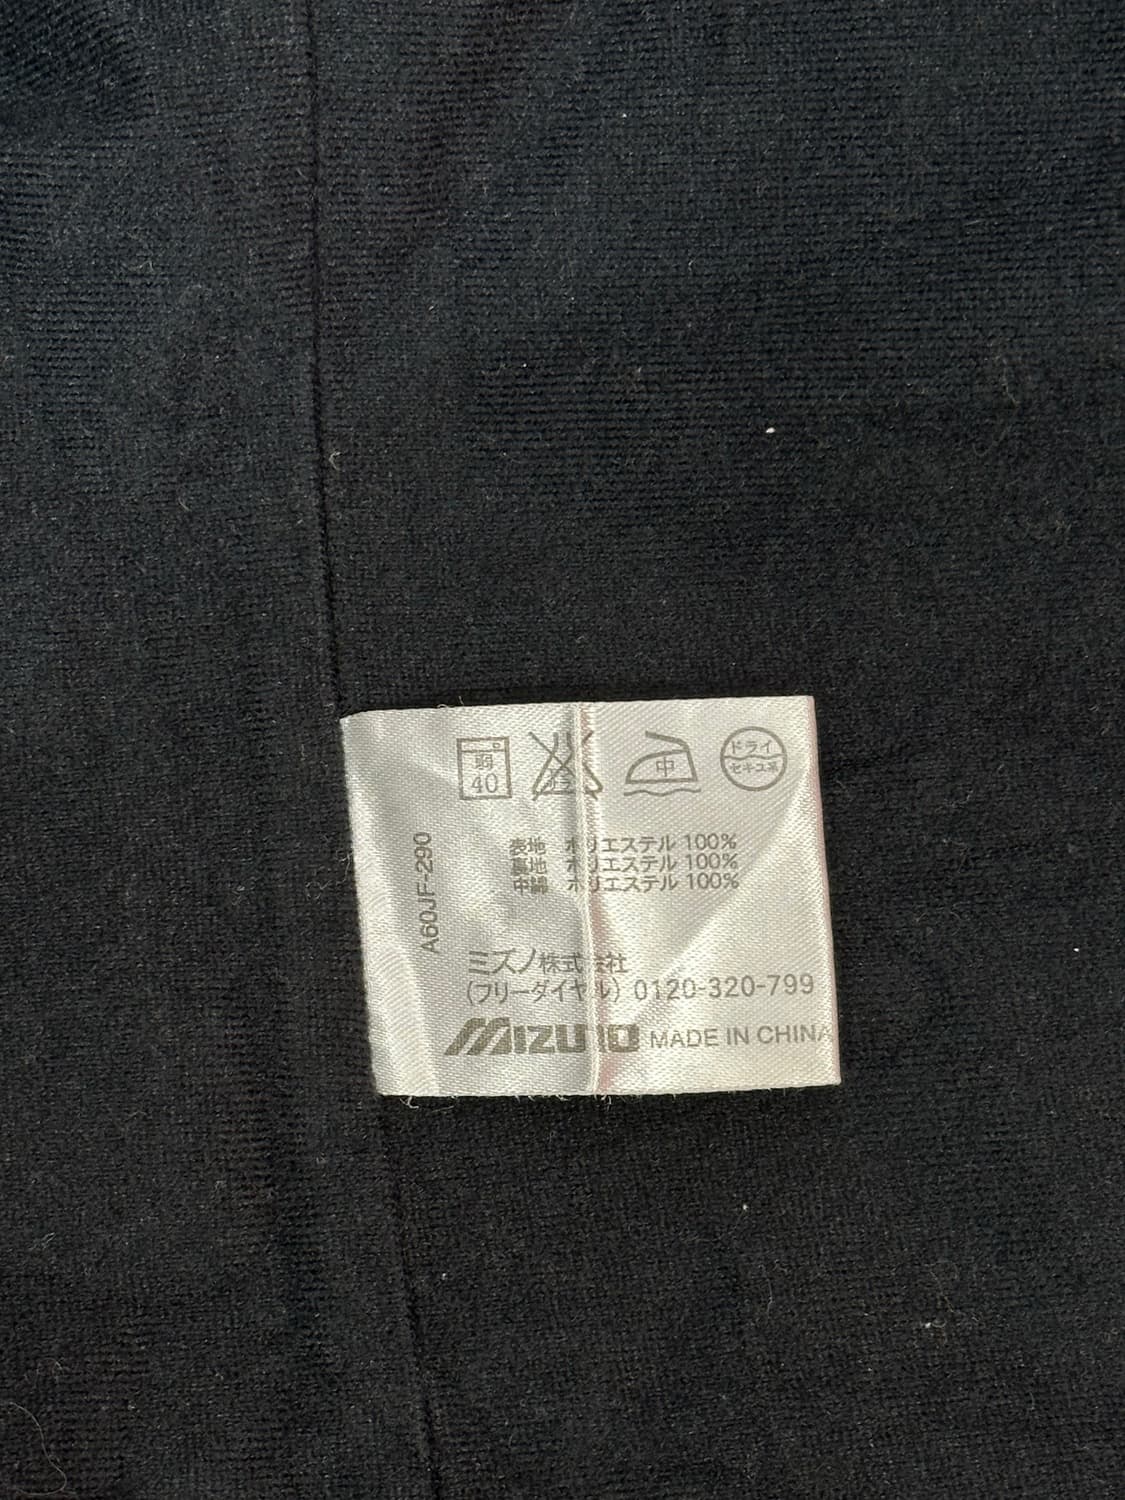 弱
40
中
ドライ
セキユ系
表地 ポリエステル 100%
裏地 ポリエステル 100%
中綿 ポリエステル 100%
A60JF-290
ミズノ株式会社
(フリーダイヤル) 0120-320-799
MIZUNO MADE IN CHINA